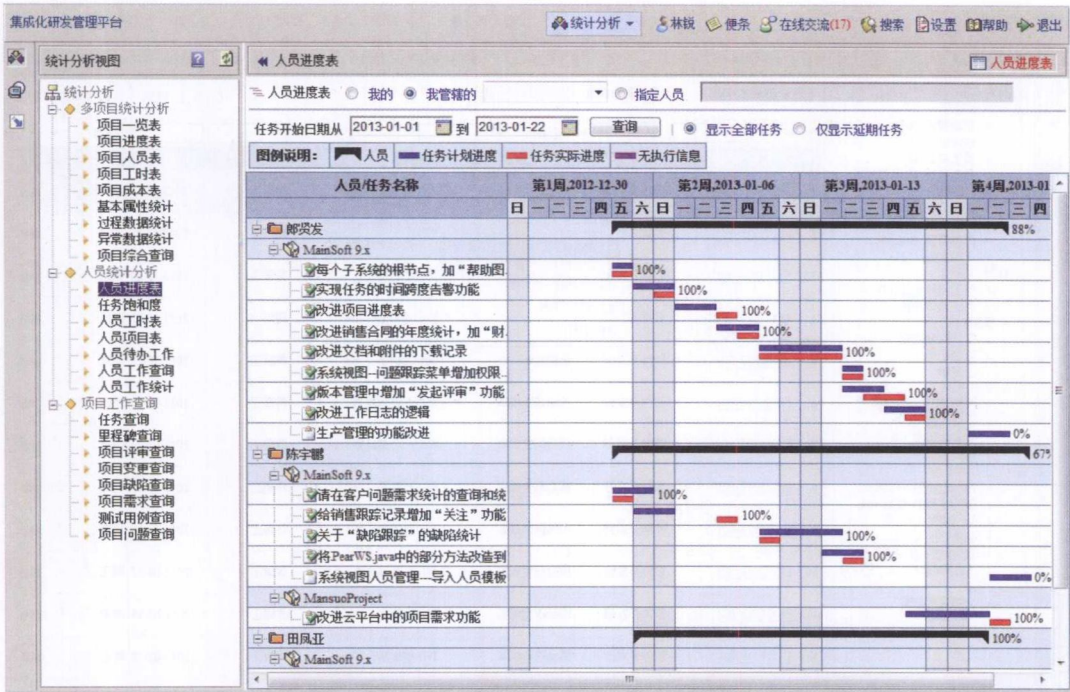 集成化研发管理平台 统计分析 林锐 便条 在线交流(17) 搜索 设置 帮助 退出
统计分析视图
人员进度表 人员进度表
统计分析
多项目统计分析
项目一览表
项目进度表
项目人员表
项目工时表
项目成本表
基本属性统计
过程数据统计
异常数据统计
项目综合查询
人员统计分析
人员进度表
任务饱和度
人员工时表
人员项目表
人员待办工作
人员工作查询
人员工作统计
项目工作查询
任务查询
里程碑查询
项目评审查询
项目变更查询
项目缺陷查询
项目需求查询
测试用例查询
项目问题查询
人员进度表 我的 我管辖的 指定人员
任务开始日期从 2013-01-01 到 2013-01-22 查询 显示全部任务 仅显示延期任务
图例说明: 人员 任务计划进度 任务实际进度 无执行信息
人员/任务名称 第1周,2012-12-30 第2周,2013-01-06 第3周,2013-01-13 第4周,2013-01
日 一 二 三 四 五 六 日 一 二 三 四 五 六 日 一 二 三 四 五 六 日 一 二 三 四
郎贤发 88%
MainSoft 9.x
每个子系统的根节点,加“帮助图 100%
实现任务的时间跨度告警功能 100%
改进项目进度表 100%
改进销售合同的年度统计,加“财 100%
改进文档和附件的下载记录 100%
系统视图--问题跟踪菜单增加权限 100%
版本管理中增加“发起评审”功能 100%
改进工作日志的逻辑 100%
生产管理的功能改进 0%
陈宇鹏 67%
MainSoft 9.x
请在客户问题需求统计的查询和统 100%
给销售跟踪记录增加“关注”功能 100%
关于“缺陷跟踪”的缺陷统计 100%
将PearWS.java中的部分方法改造到 100%
系统视图人员管理---导入人员模板 0%
MansuoProject
改进云平台中的项目需求功能 100%
田凤亚 100%
MainSoft 9.x